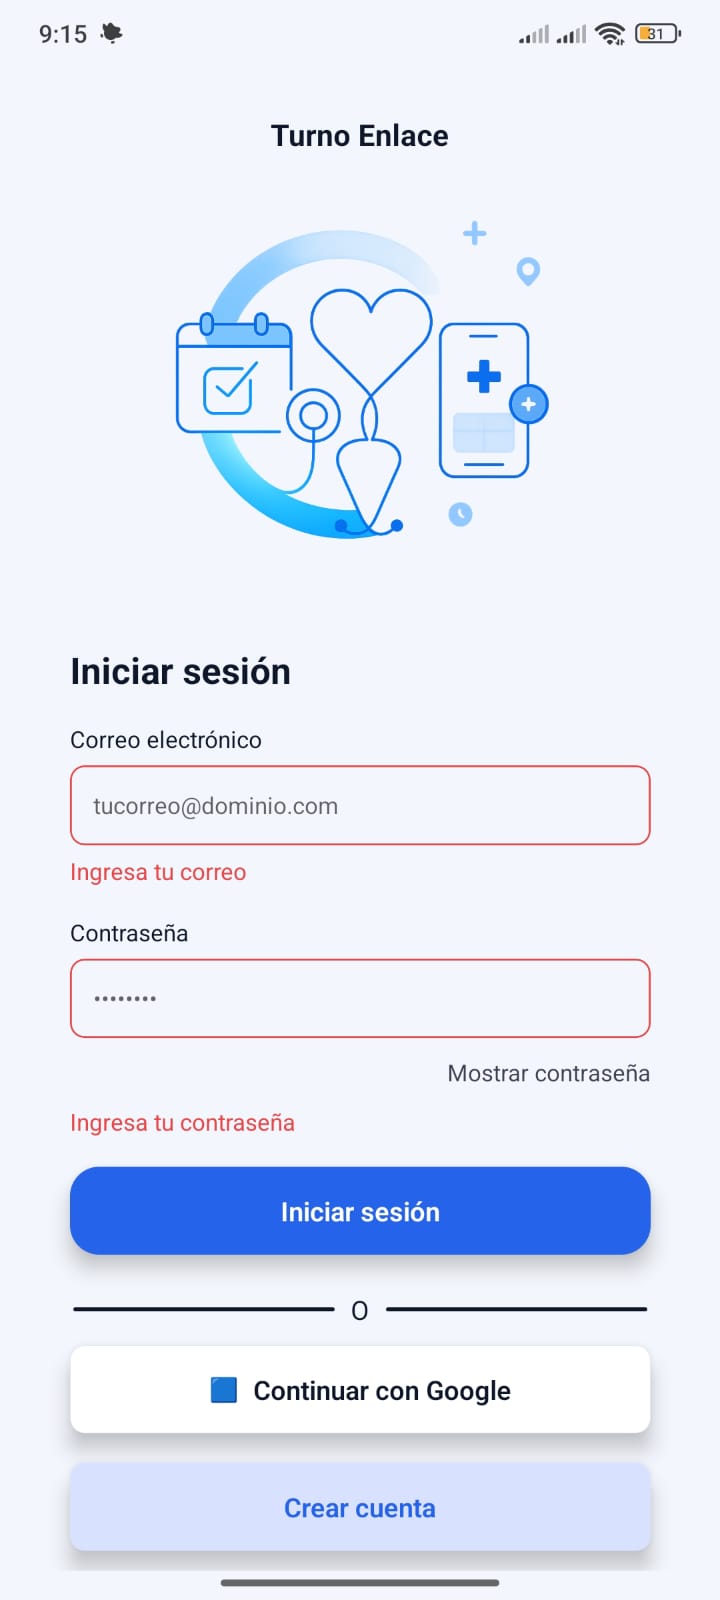 9:15
31
Turno Enlace
Iniciar sesión
Correo electrónico
tucorreo@dominio.com
Ingresa tu correo
Contraseña
••••••••
Mostrar contraseña
Ingresa tu contraseña
Iniciar sesión
O
Continuar con Google
Crear cuenta